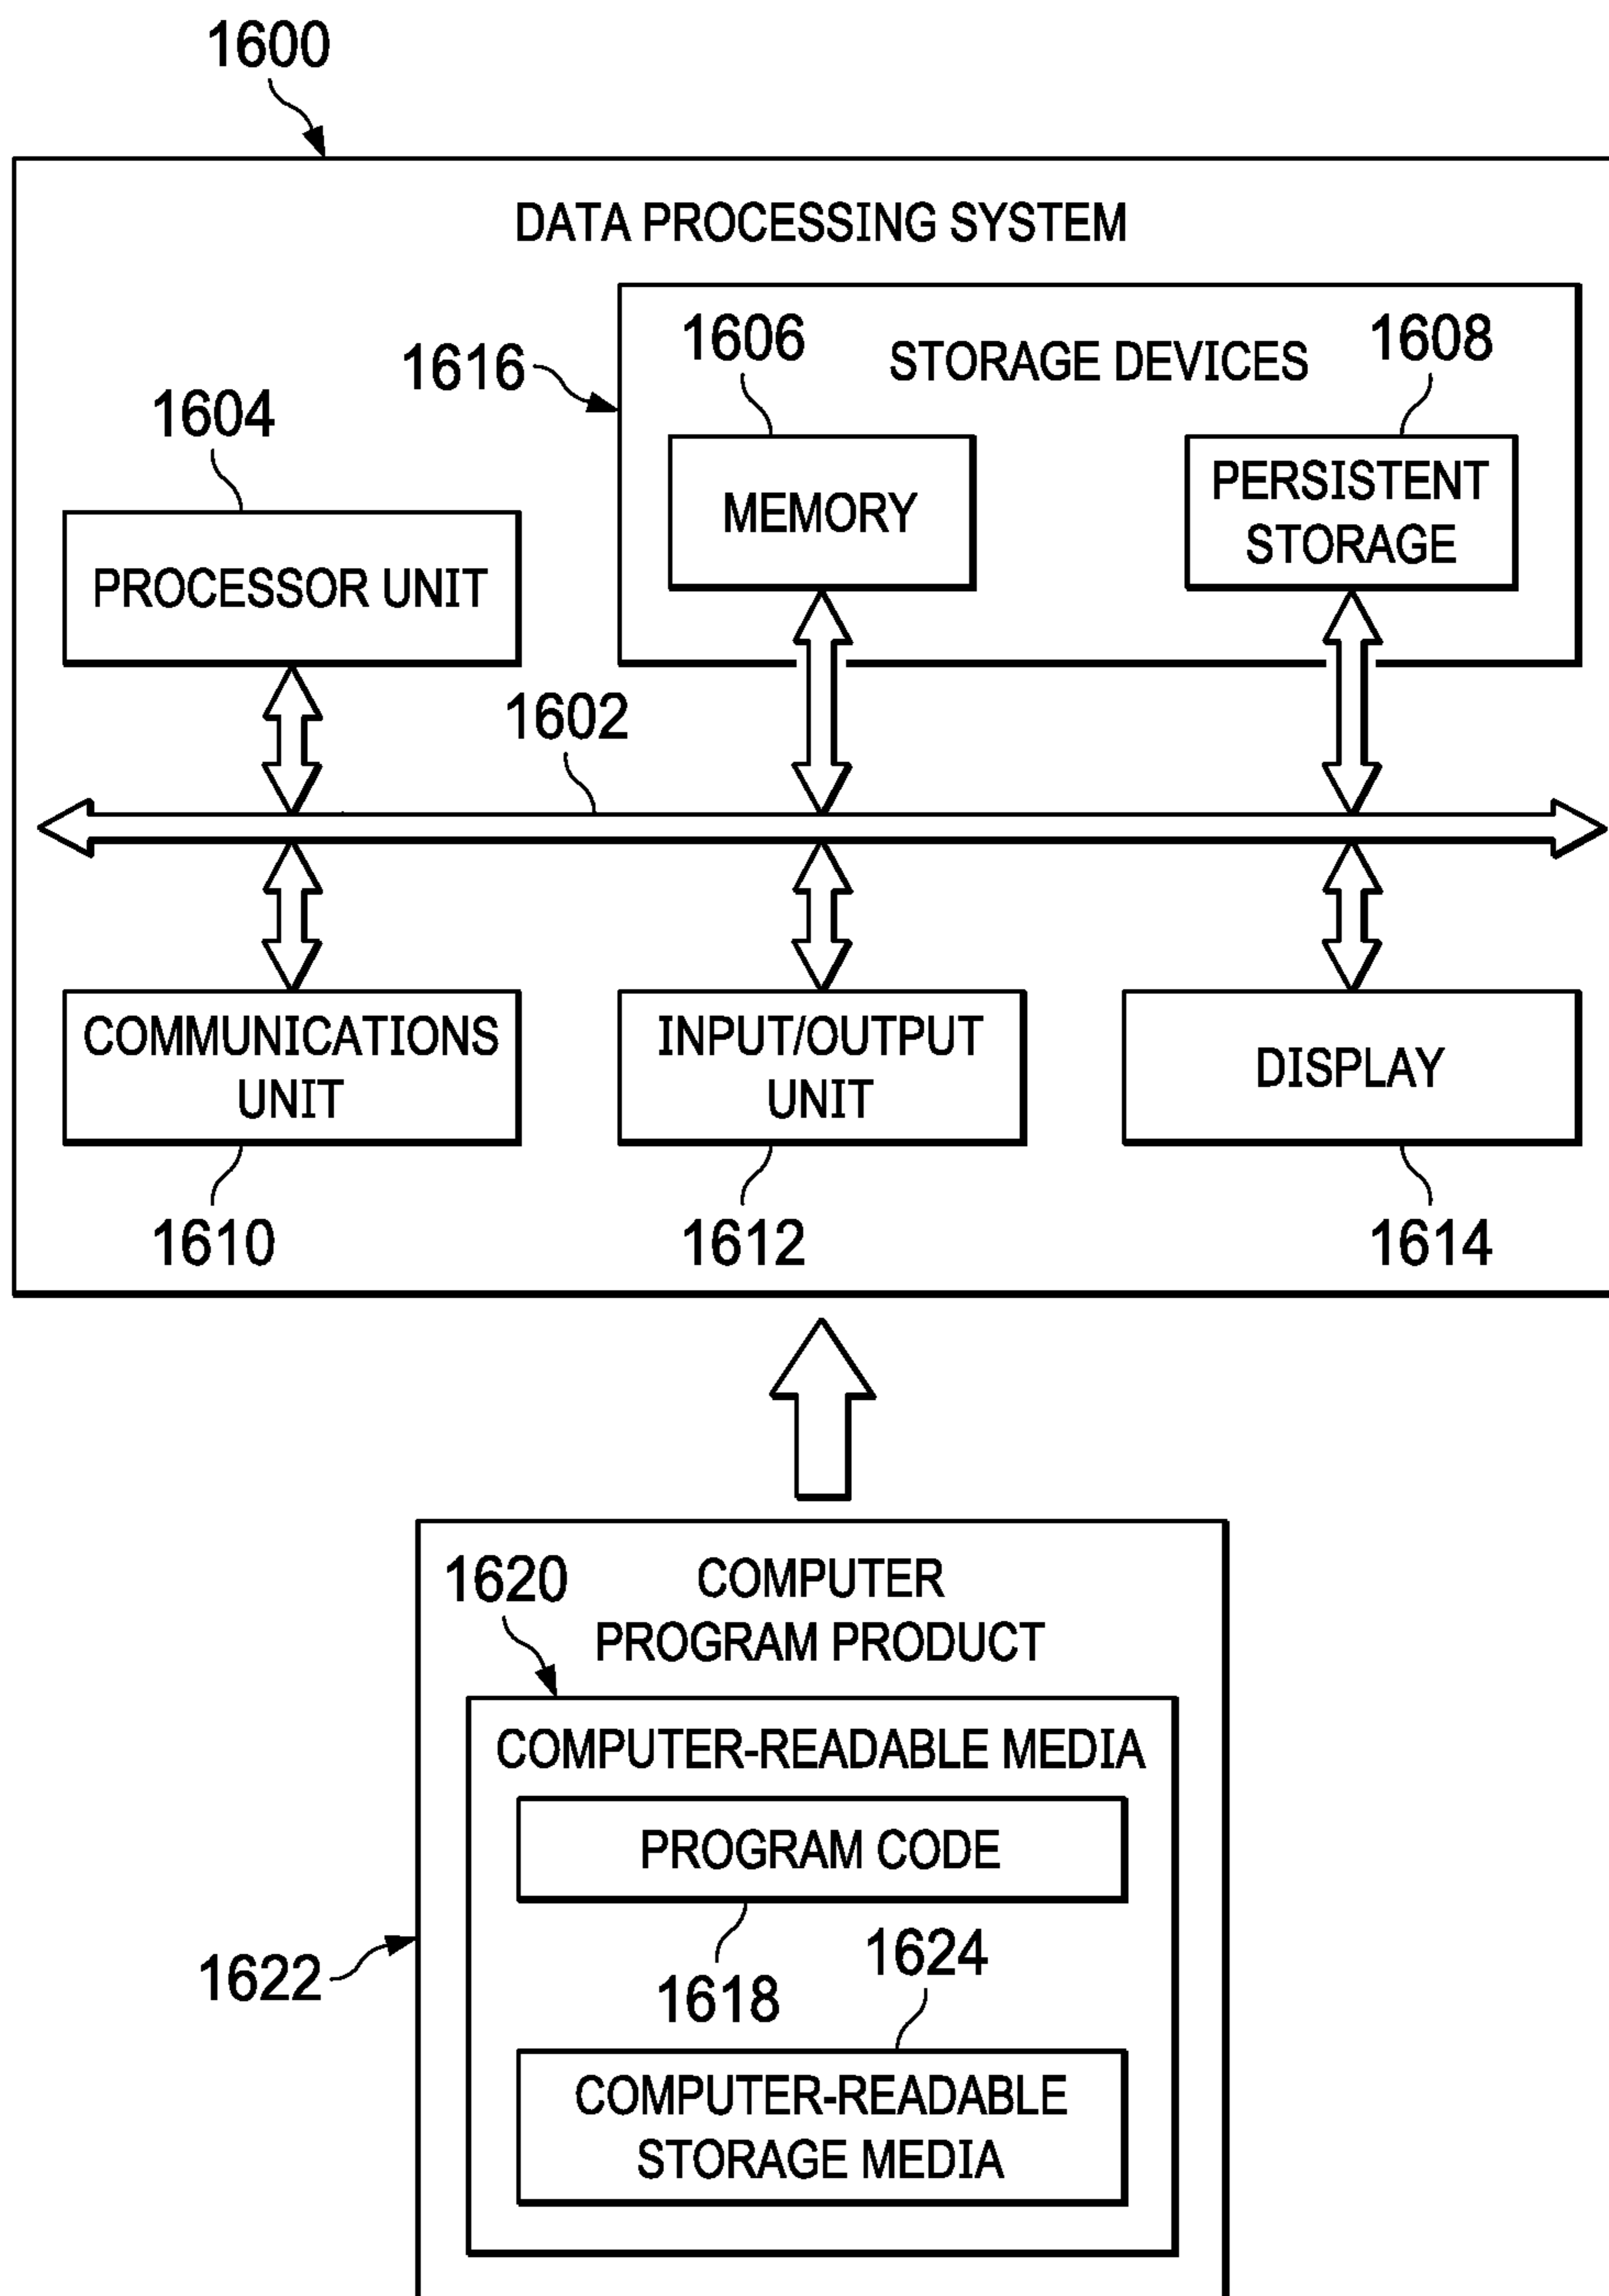 1600
DATA PROCESSING SYSTEM
1616
1606
STORAGE DEVICES
1608
1604
MEMORY
PERSISTENT
STORAGE
PROCESSOR UNIT
1602
COMMUNICATIONS
UNIT
INPUT/OUTPUT
UNIT
DISPLAY
1610
1612
1614
1620
COMPUTER
PROGRAM PRODUCT
COMPUTER-READABLE MEDIA
PROGRAM CODE
1622
1618
1624
COMPUTER-READABLE
STORAGE MEDIA